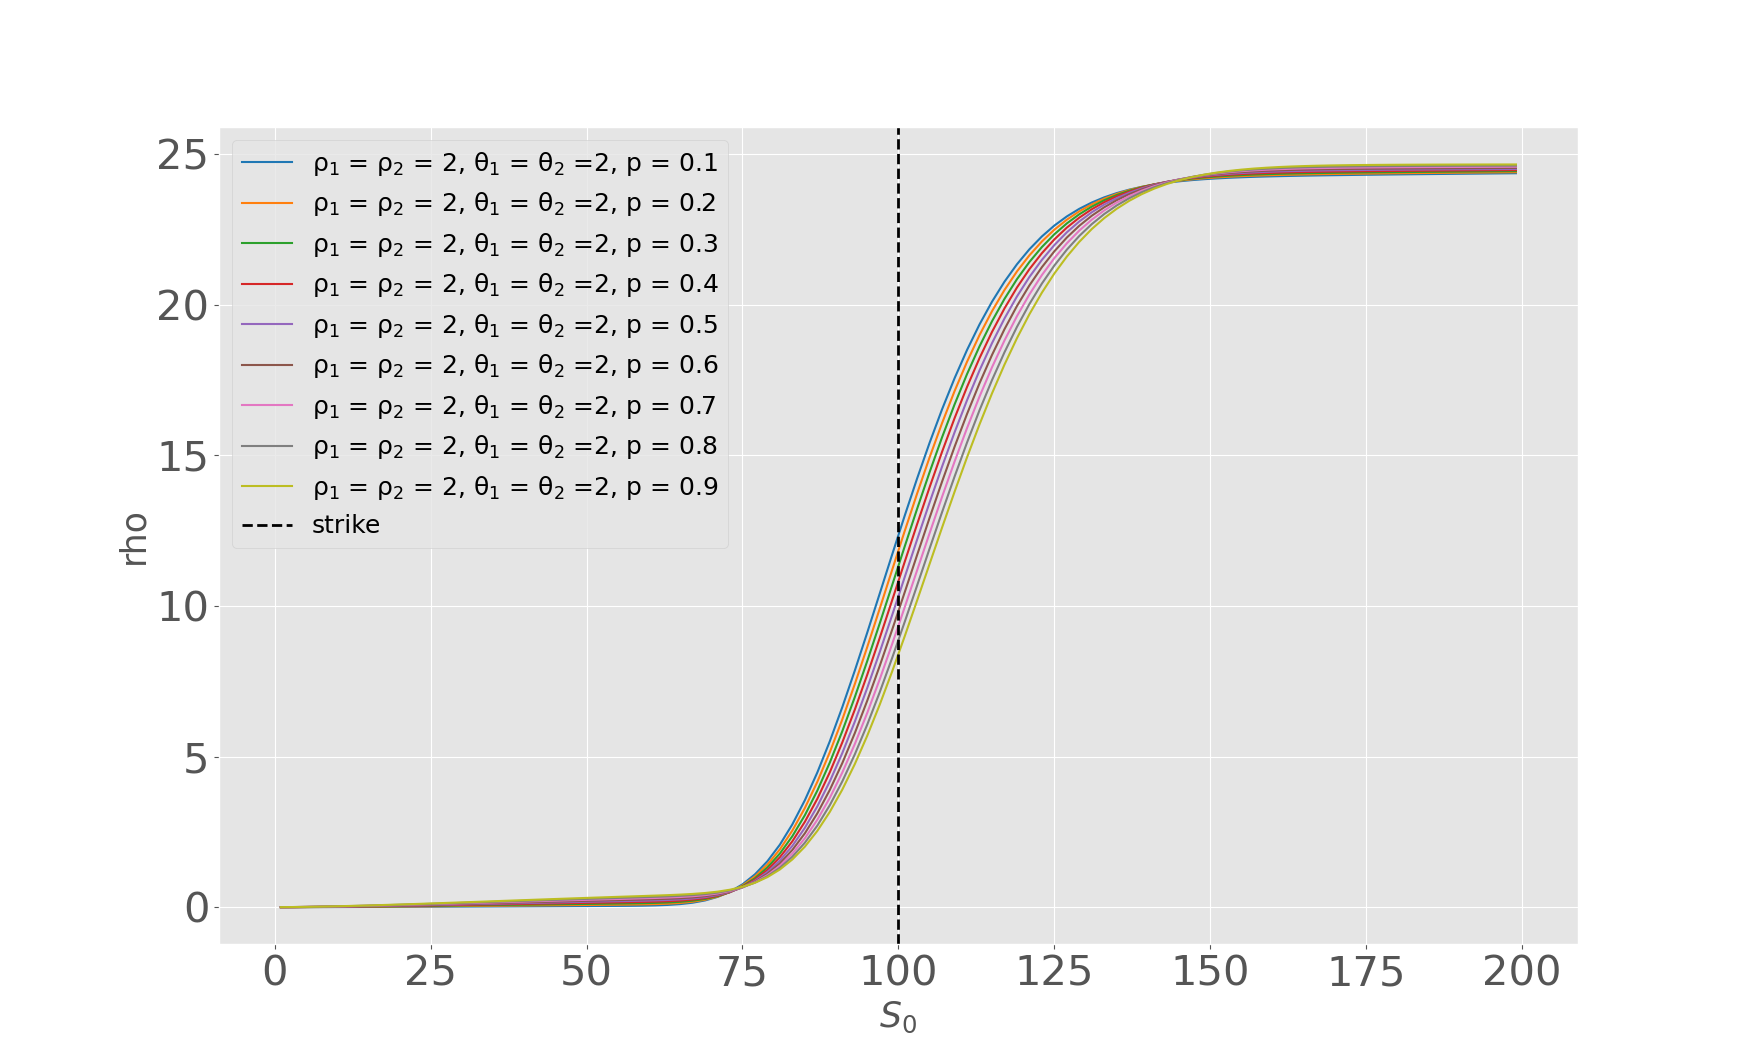 25
20
15
10
5
0
rho
ρ₁ = ρ₂ = 2, θ₁ = θ₂ =2, p = 0.1
ρ₁ = ρ₂ = 2, θ₁ = θ₂ =2, p = 0.2
ρ₁ = ρ₂ = 2, θ₁ = θ₂ =2, p = 0.3
ρ₁ = ρ₂ = 2, θ₁ = θ₂ =2, p = 0.4
ρ₁ = ρ₂ = 2, θ₁ = θ₂ =2, p = 0.5
ρ₁ = ρ₂ = 2, θ₁ = θ₂ =2, p = 0.6
ρ₁ = ρ₂ = 2, θ₁ = θ₂ =2, p = 0.7
ρ₁ = ρ₂ = 2, θ₁ = θ₂ =2, p = 0.8
ρ₁ = ρ₂ = 2, θ₁ = θ₂ =2, p = 0.9
strike
0 25 50 75 100 125 150 175 200
S₀